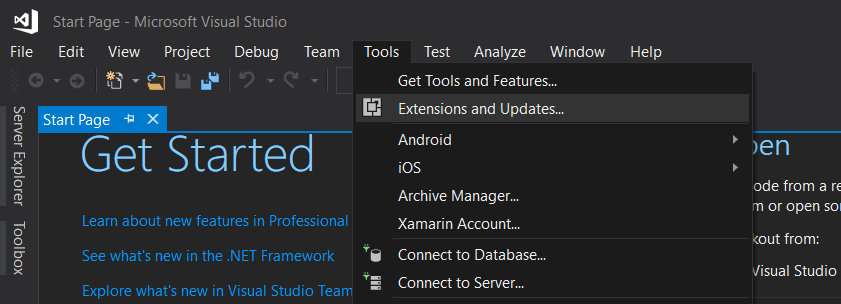 Start Page - Microsoft Visual Studio
File Edit View Project Debug Team Tools Test Analyze Window Help
Get Tools and Features...
Extensions and Updates...
Android
iOS
Archive Manager...
Xamarin Account...
Connect to Database...
Connect to Server...
Server Explorer
Toolbox
Start Page
Get Started
Learn about new features in Professional
See what's new in the .NET Framework
Explore what's new in Visual Studio Team
pen
ode from a re
m or open so
kout from:
Visual Studio